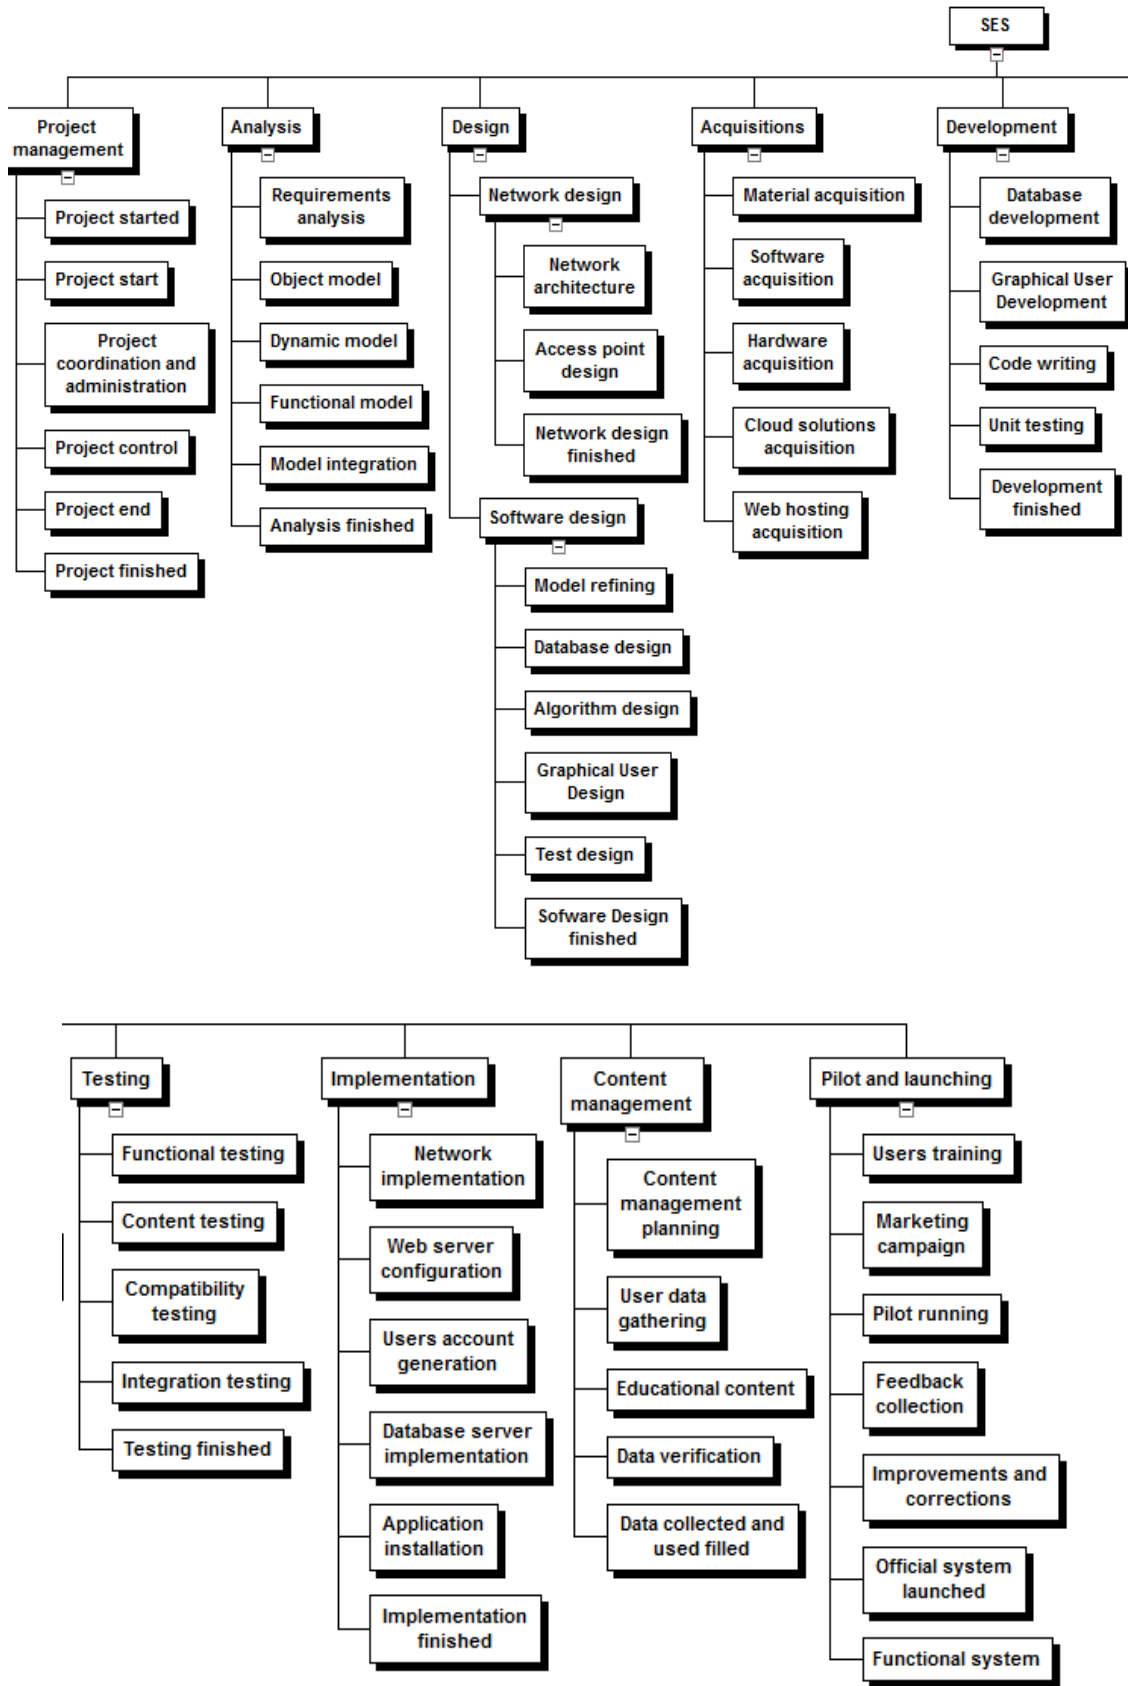 SES
Project
management
Project started
Project start
Project
coordination and
administration
Project control
Project end
Project finished
Analysis
Requirements
analysis
Object model
Dynamic model
Functional model
Model integration
Analysis finished
Design
Network design
Network
architecture
Access point
design
Network design
finished
Software design
Model refining
Database design
Algorithm design
Graphical User
Design
Test design
Sofware Design
finished
Acquisitions
Material acquisition
Software
acquisition
Hardware
acquisition
Cloud solutions
acquisition
Web hosting
acquisition
Development
Database
development
Graphical User
Development
Code writing
Unit testing
Development
finished
Testing
Functional testing
Content testing
Compatibility
testing
Integration testing
Testing finished
Implementation
Network
implementation
Web server
configuration
Users account
generation
Database server
implementation
Application
installation
Implementation
finished
Content
management
Content
management
planning
User data
gathering
Educational content
Data verification
Data collected and
used filled
Pilot and launching
Users training
Marketing
campaign
Pilot running
Feedback
collection
Improvements and
corrections
Official system
launched
Functional system